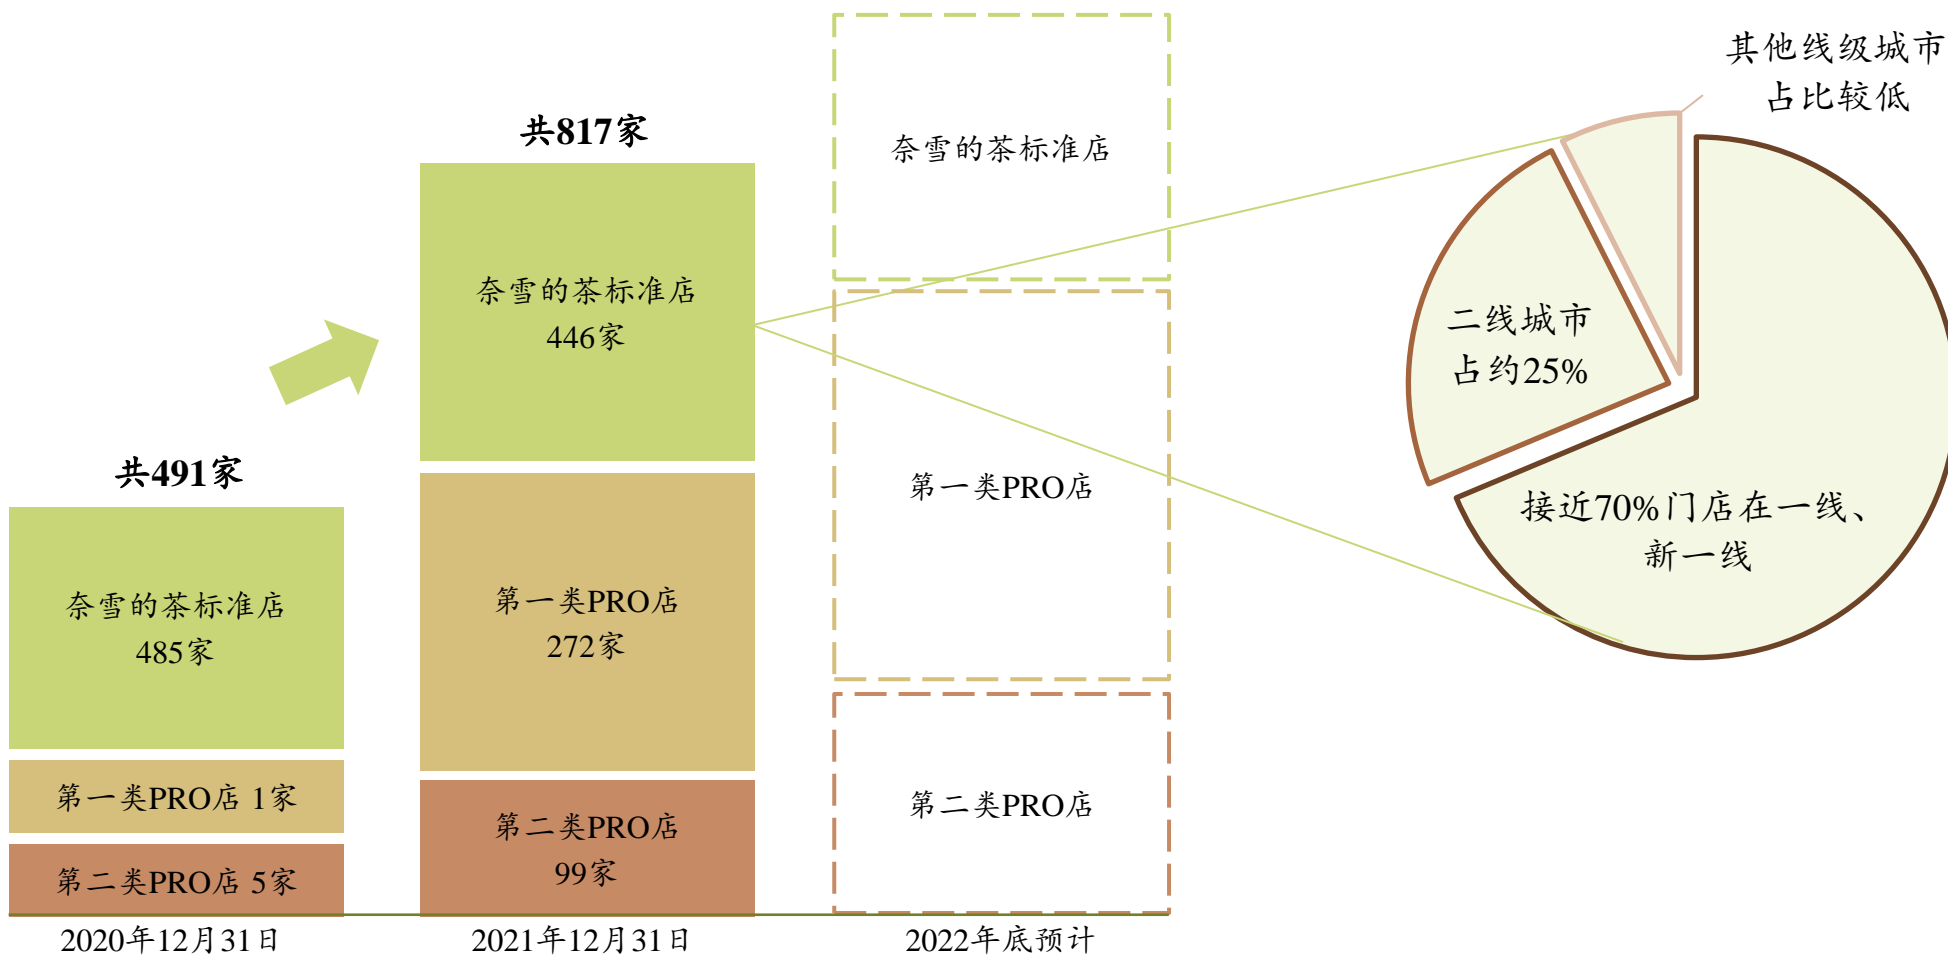 共491家
奈雪的茶标准店
485家
第一类PRO店 1家
第二类PRO店 5家
2020年12月31日
共817家
奈雪的茶标准店
446家
第一类PRO店
272家
第二类PRO店
99家
2021年12月31日
奈雪的茶标准店
第一类PRO店
第二类PRO店
2022年底预计
其他线级城市
占比较低
二线城市
占约25%
接近70%门店在一线、
新一线